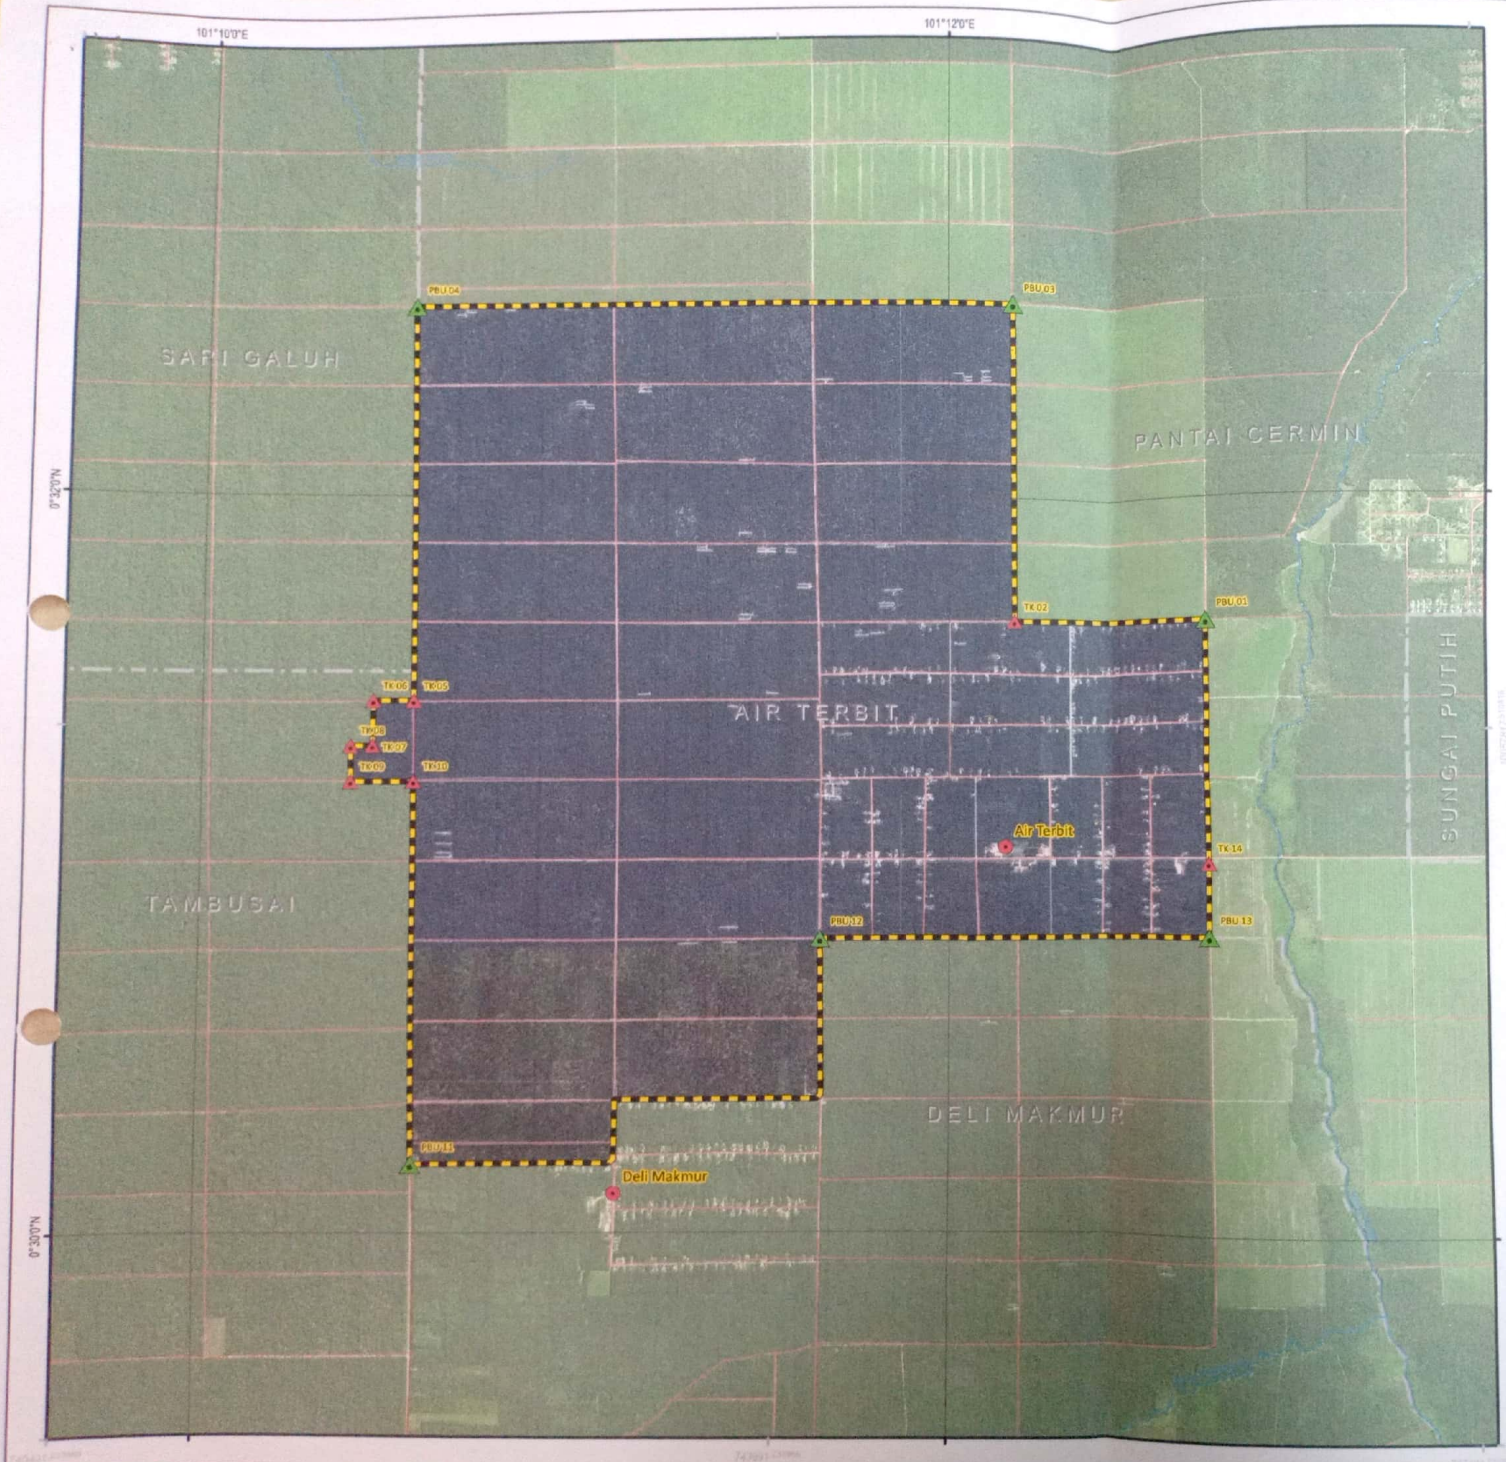 101°10'0"E
101°12'0"E
PBU 04
PBU 03
SARI GALUH
PANTAI CERMIN
0°32'0"N
TK 02
PBU 01
TK 06
TK 05
AIR TERBIT
TK 08
TK 07
TK 09
TK 10
SUNGAI PUTIH
Air Terbit
TK 14
TAMBUSAI
PBU 12
PBU 13
DELI MAKMUR
PBU 11
Deli Makmur
0°30'0"N